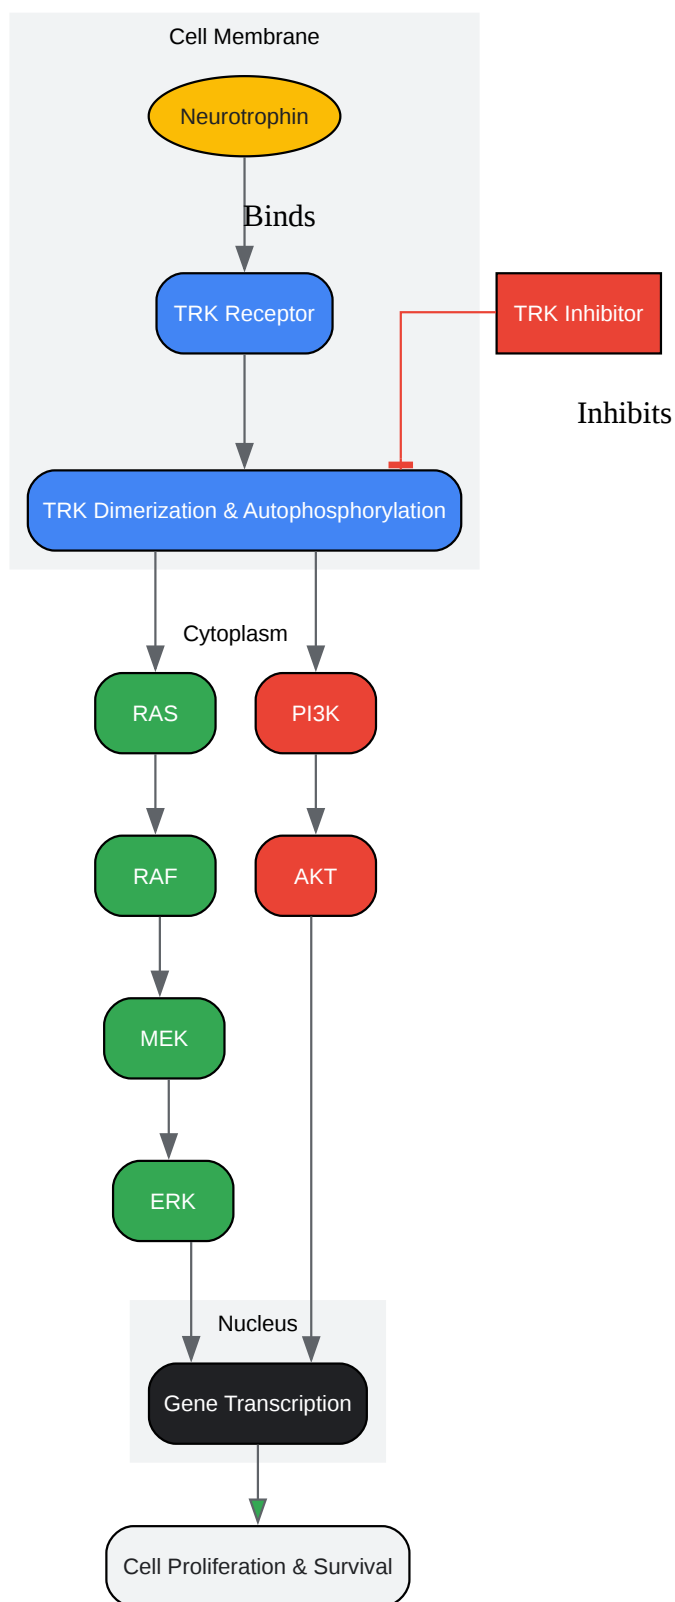 Cell Membrane
Neurotrophin
Binds
TRK Receptor
TRK Inhibitor
Inhibits
TRK Dimerization & Autophosphorylation
Cytoplasm
RAS
PI3K
RAF
AKT
MEK
ERK
Nucleus
Gene Transcription
Cell Proliferation & Survival